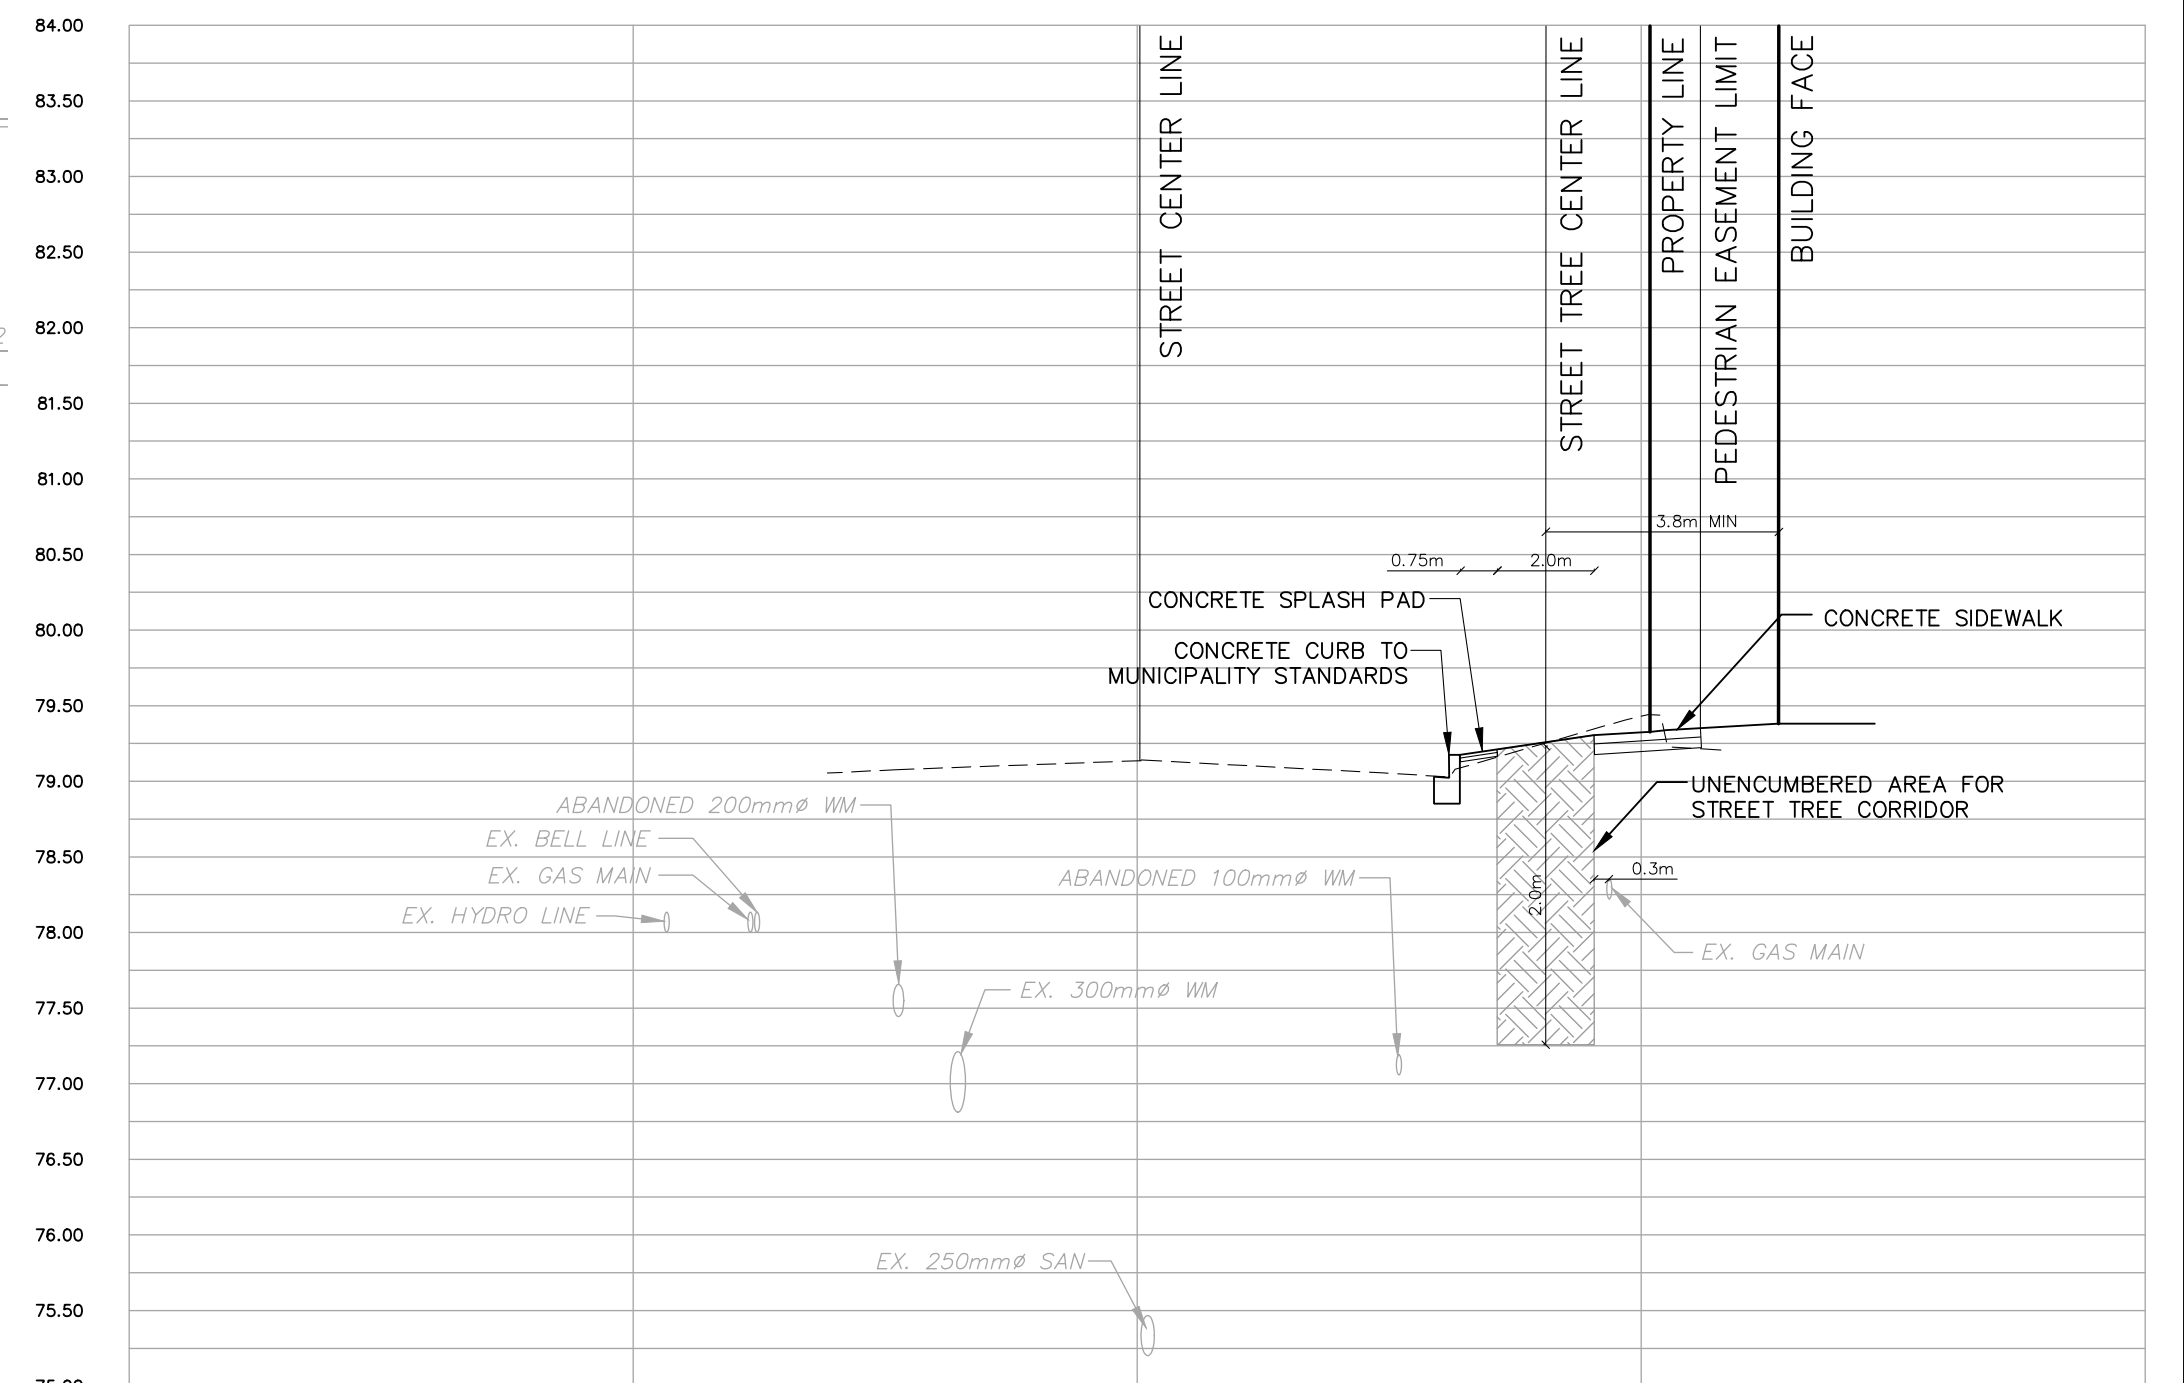 84.00
83.50
83.00
82.50
82.00
81.50
81.00
80.50
80.00
79.50
79.00
78.50
78.00
77.50
77.00
76.50
76.00
75.50
STREET CENTER LINE
STREET TREE CENTER LINE
PROPERTY LINE
PEDESTRIAN EASEMENT LIMIT
BUILDING FACE
3.8m MIN
0.75m
2.0m
CONCRETE SPLASH PAD
CONCRETE SIDEWALK
CONCRETE CURB TO
MUNICIPALITY STANDARDS
UNENCUMBERED AREA FOR
STREET TREE CORRIDOR
ABANDONED 200mmø WM
EX. BELL LINE
EX. GAS MAIN
EX. HYDRO LINE
ABANDONED 100mmø WM
0.3m
2.0m
EX. GAS MAIN
EX. 300mmø WM
EX. 250mmø SAN